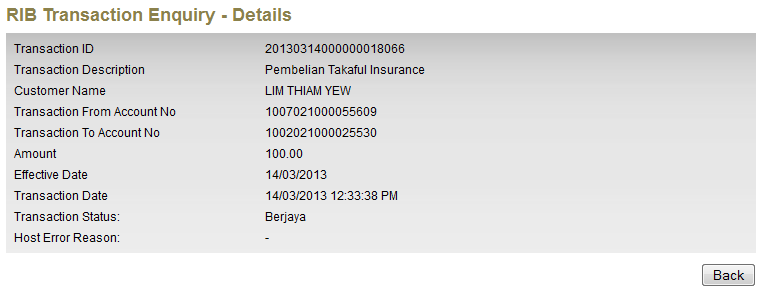 RIB Transaction Enquiry - Details
Transaction ID 20130314000000018066
Transaction Description Pembelian Takaful Insurance
Customer Name LIM THIAM YEW
Transaction From Account No 1007021000055609
Transaction To Account No 1002021000025530
Amount 100.00
Effective Date 14/03/2013
Transaction Date 14/03/2013 12:33:38 PM
Transaction Status: Berjaya
Host Error Reason: -
Back